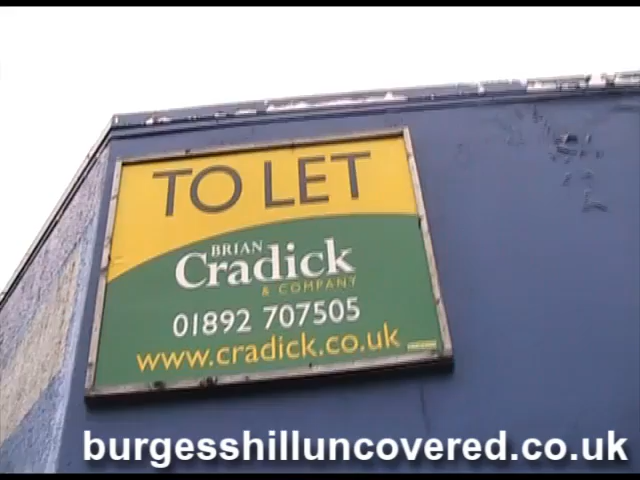 TO LET
BRIAN
Cradick
& COMPANY
01892 707505
www.cradick.co.uk
burgesshilluncovered.co.uk